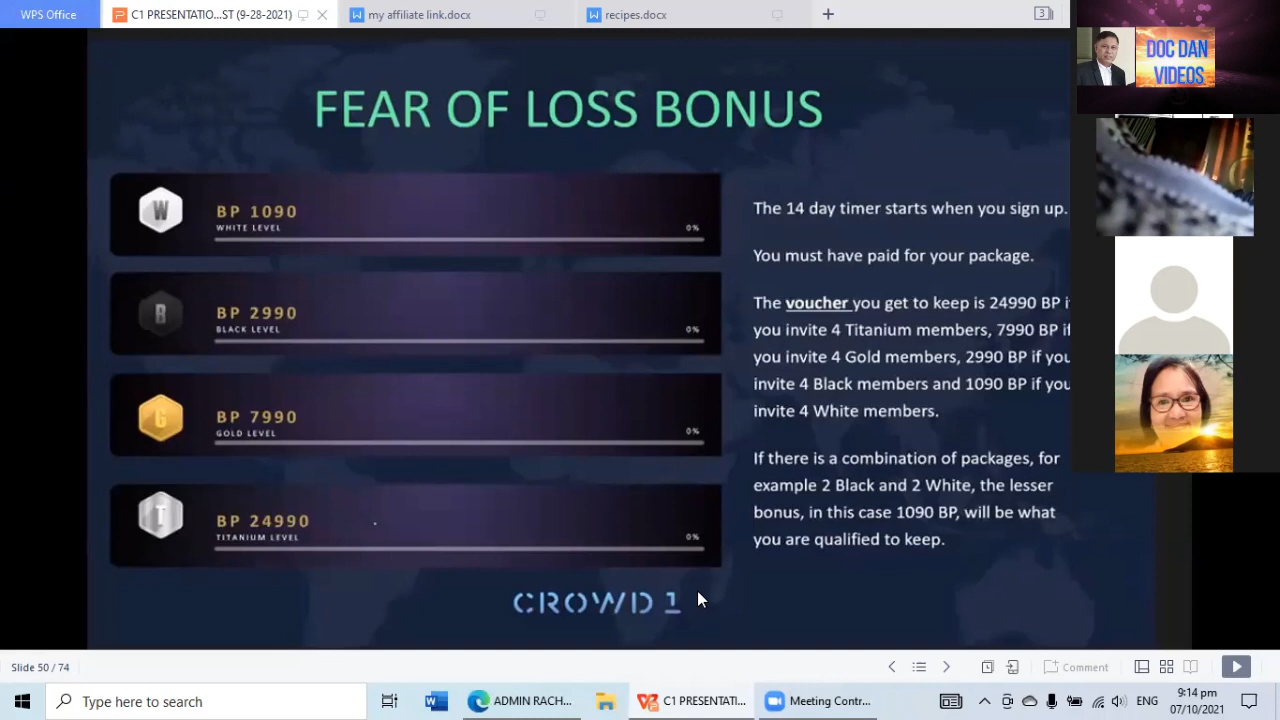 WPS Office
C1 PRESENTATIO...ST (9-28-2021)
my affiliate link.docx
recipes.docx
3
DOC DAN
VIDEOS
FEAR OF LOSS BONUS
W
BP 1090
WHITE LEVEL
0%
B
BP 2990
BLACK LEVEL
0%
G
BP 7990
GOLD LEVEL
0%
T
BP 24990
TITANIUM LEVEL
0%
The 14 day timer starts when you sign up.
You must have paid for your package.
The voucher you get to keep is 24990 BP if
you invite 4 Titanium members, 7990 BP if
you invite 4 Gold members, 2990 BP if you
invite 4 Black members and 1090 BP if you
invite 4 White members.
If there is a combination of packages, for
example 2 Black and 2 White, the lesser
bonus, in this case 1090 BP, will be what
you are qualified to keep.
CROWD 1
Slide 50 / 74
Comment
Type here to search
ADMIN RACH...
C1 PRESENTATI...
Meeting Contr...
ENG
9:14 pm
07/10/2021